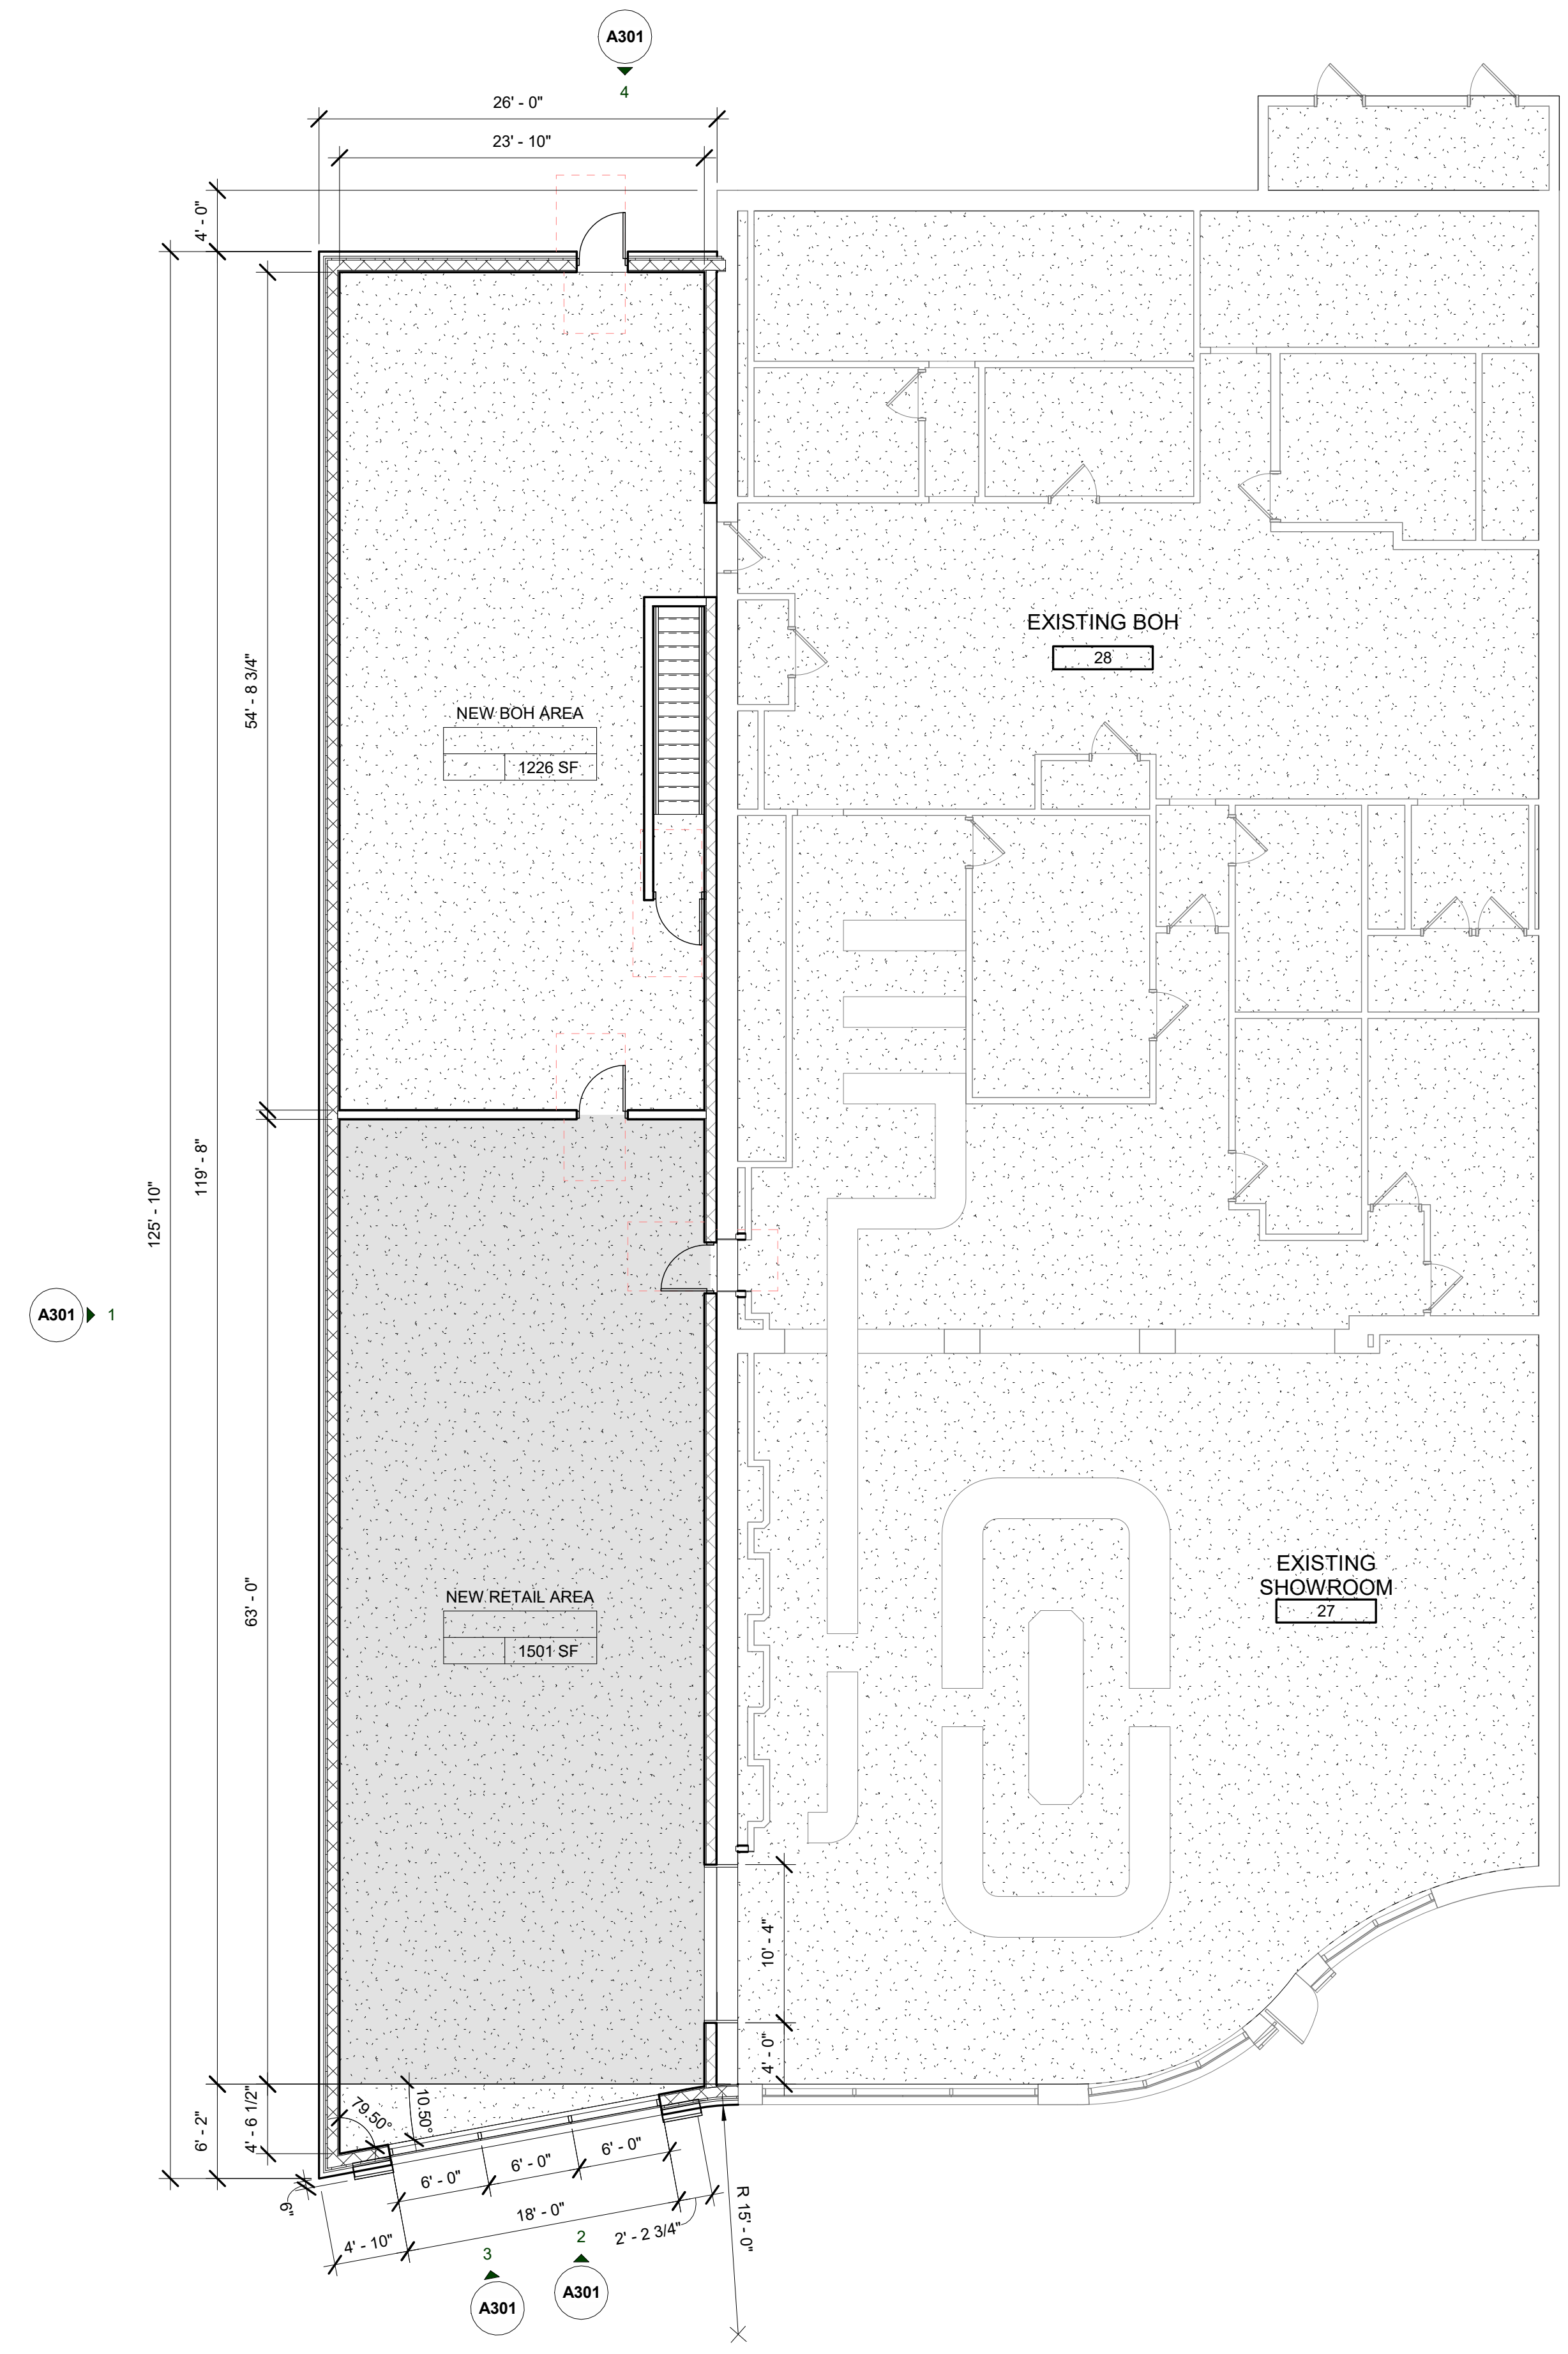 A301
4
26' - 0"
23' - 10"
4' - 0"
54' - 8 3/4"
EXISTING BOH
28
NEW BOH AREA
1226 SF
119' - 8"
125' - 10"
A301
1
63' - 0"
EXISTING
SHOWROOM
27
NEW RETAIL AREA
1501 SF
10' - 4"
4' - 0"
6' - 2"
4' - 6 1/2"
79.50°
10.50°
6"
6' - 0"
6' - 0"
6' - 0"
18' - 0"
4' - 10"
2' - 2 3/4"
R 15' - 0"
3
A301
2
A301